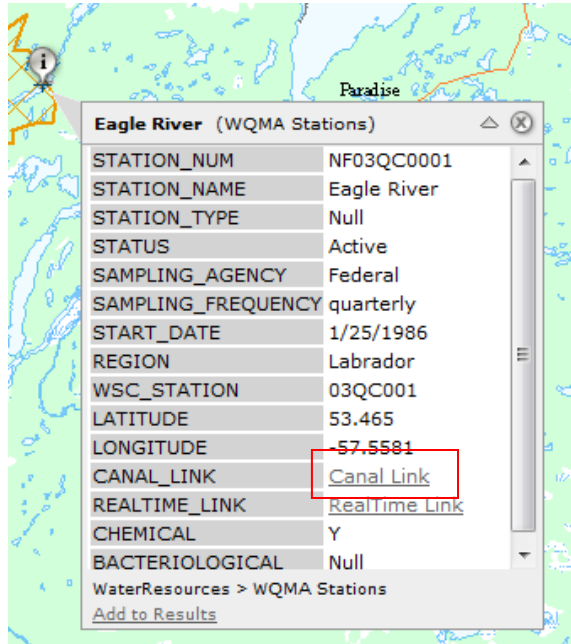 Paradise
Eagle River (WQMA Stations)
STATION_NUM NF03QC0001
STATION_NAME Eagle River
STATION_TYPE Null
STATUS Active
SAMPLING_AGENCY Federal
SAMPLING_FREQUENCY quarterly
START_DATE 1/25/1986
REGION Labrador
WSC_STATION 03QC001
LATITUDE 53.465
LONGITUDE -57.5581
CANAL_LINK Canal Link
REALTIME_LINK RealTime Link
CHEMICAL Y
BACTERIOLOGICAL Null
WaterResources > WQMA Stations
Add to Results